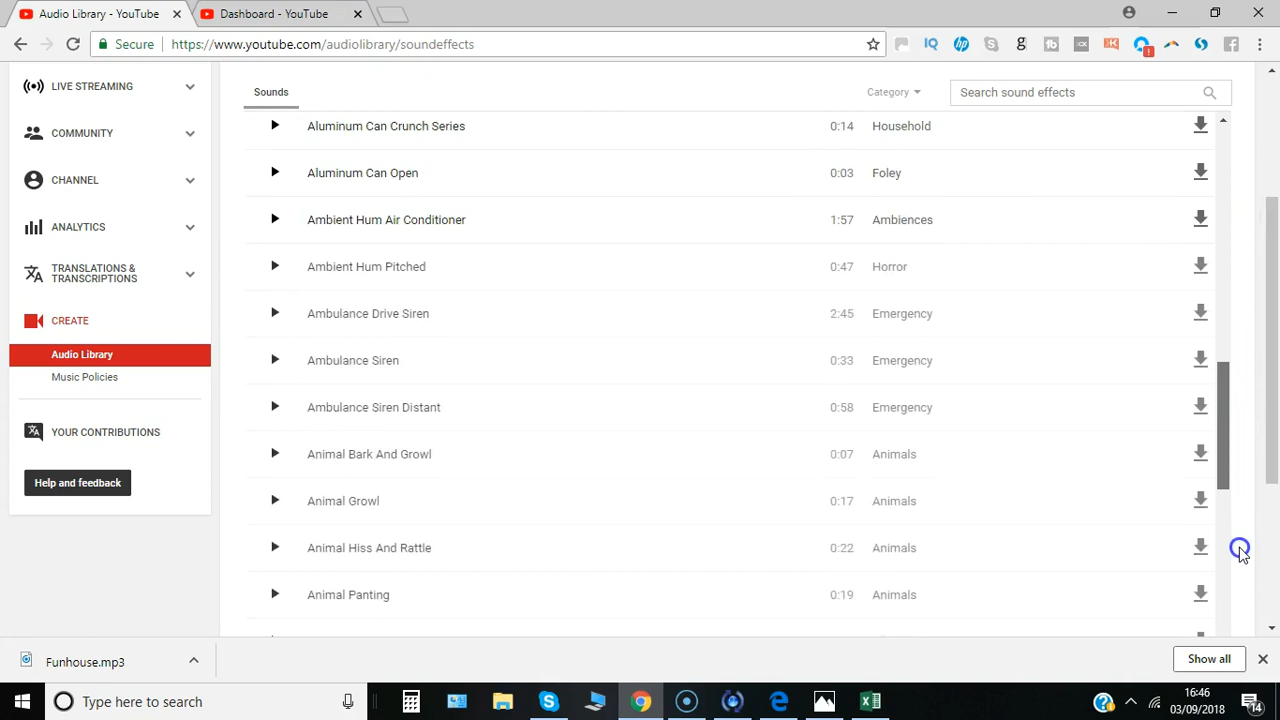 Audio Library - YouTube
Dashboard - YouTube
Secure https://www.youtube.com/audiolibrary/soundeffects
LIVE STREAMING
COMMUNITY
CHANNEL
ANALYTICS
TRANSLATIONS &
TRANSCRIPTIONS
CREATE
Audio Library
Music Policies
YOUR CONTRIBUTIONS
Help and feedback
Sounds Category Search sound effects
Aluminum Can Crunch Series 0:14 Household
Aluminum Can Open 0:03 Foley
Ambient Hum Air Conditioner 1:57 Ambiences
Ambient Hum Pitched 0:47 Horror
Ambulance Drive Siren 2:45 Emergency
Ambulance Siren 0:33 Emergency
Ambulance Siren Distant 0:58 Emergency
Animal Bark And Growl 0:07 Animals
Animal Growl 0:17 Animals
Animal Hiss And Rattle 0:22 Animals
Animal Panting 0:19 Animals
Funhouse.mp3 Show all
Type here to search
16:46
03/09/2018
14